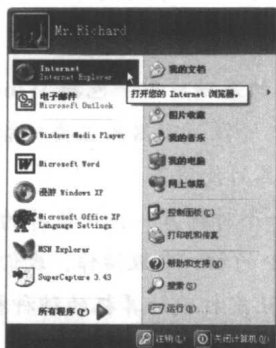 Mr. Richard
Internet
Internet Explorer
电子邮件
Microsoft Outlook
Windows Media Player
Microsoft Word
漫游 Windows XP
Microsoft Office XP
Language Settings
MSN Explorer
SuperCapture 3.43
所有程序(P)
我的文档
打开您的 Internet 浏览器。
图片收藏
我的音乐
我的电脑
网上邻居
控制面板(C)
打印机和传真
帮助和支持(H)
搜索(S)
运行(R)
注销(L)
关闭计算机(U)